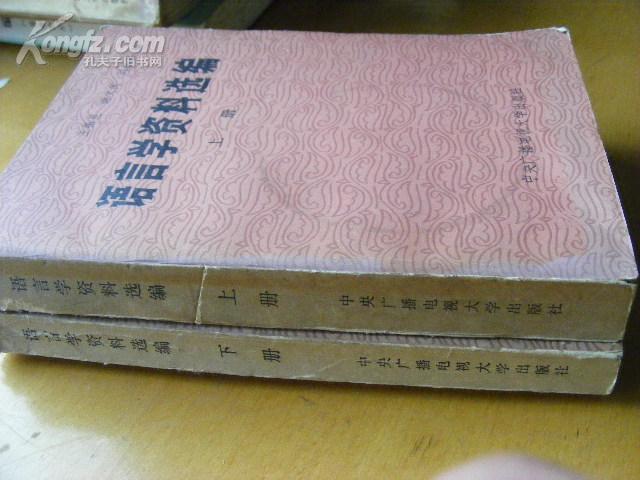 Kongfz.com
孔夫子旧书网
语言学资料选编
上册
中央广播电视大学出版社
语言学资料选编 上册 中央广播电视大学出版社
语言学资料选编 下册 中央广播电视大学出版社